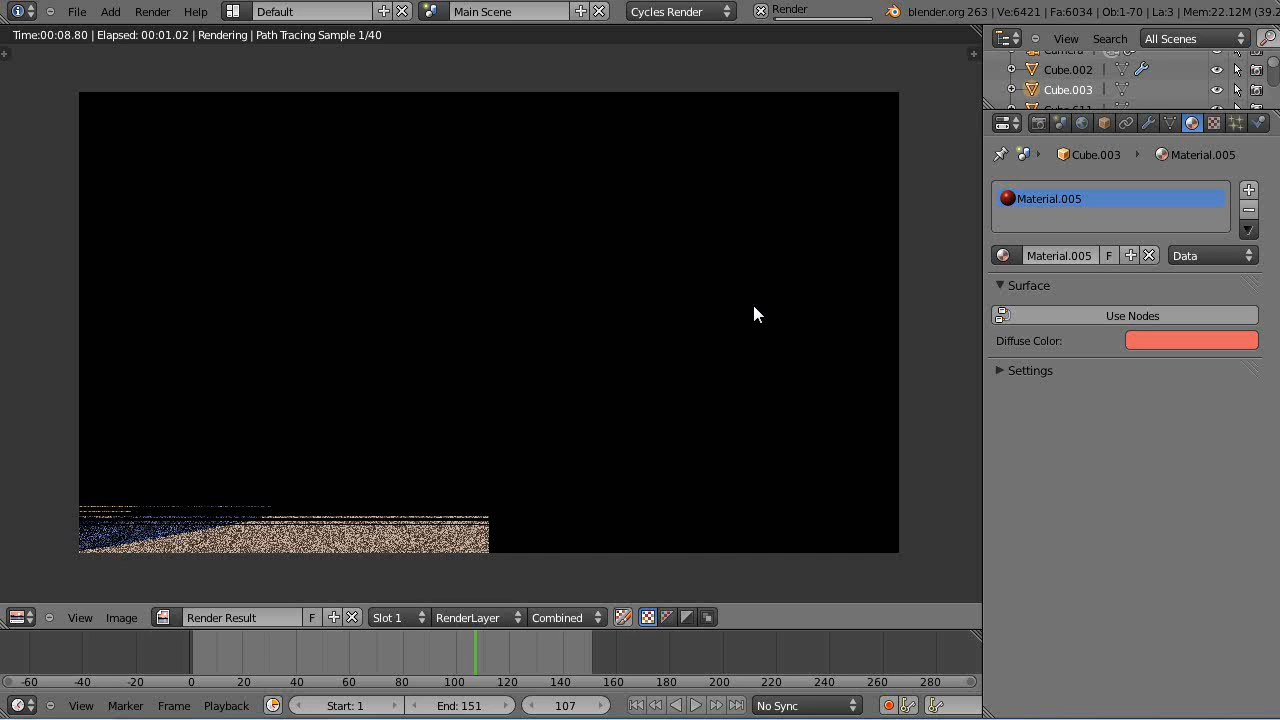 File Add Render Help Default Main Scene Cycles Render Render blender.org 263 | Ve:6421 | Fa:6034 | Ob:1-70 | La:3 | Mem:22.12M (39.2
Time:00:08.80 | Elapsed: 00:01.02 | Rendering | Path Tracing Sample 1/40
View Search All Scenes
Camera
Cube.002
Cube.003
Cube.003 Material.005
Material.005
Material.005 F Data
Surface
Use Nodes
Diffuse Color:
Settings
View Image Render Result F Slot 1 RenderLayer Combined
-60 -40 -20 0 20 40 60 80 100 120 140 160 180 200 220 240 260 280
View Marker Frame Playback Start: 1 End: 151 107 No Sync